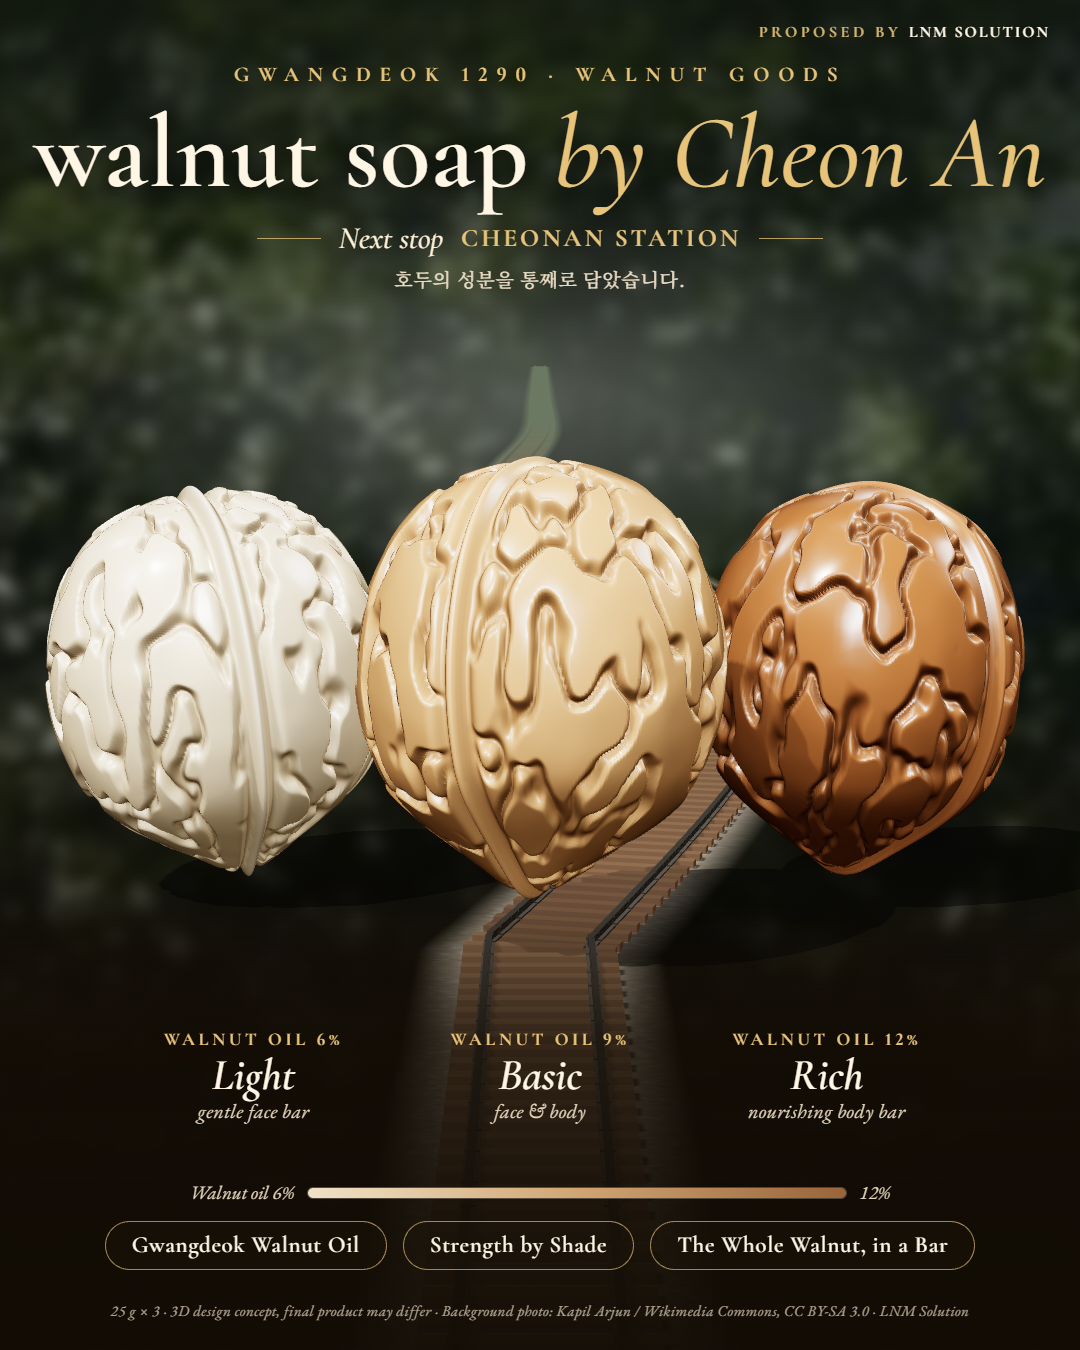 PROPOSED BY LNM SOLUTION
GWANGDEOK 1290 · WALNUT GOODS
walnut soap by Cheon An
Next stop CHEONAN STATION
호두의 성분을 통째로 담았습니다.
WALNUT OIL 6%
Light
gentle face bar
WALNUT OIL 9%
Basic
face & body
WALNUT OIL 12%
Rich
nourishing body bar
Walnut oil 6% 12%
Gwangdeok Walnut Oil
Strength by Shade
The Whole Walnut, in a Bar
25 g × 3 · 3D design concept, final product may differ · Background photo: Kapil Arjun / Wikimedia Commons, CC BY-SA 3.0 · LNM Solution